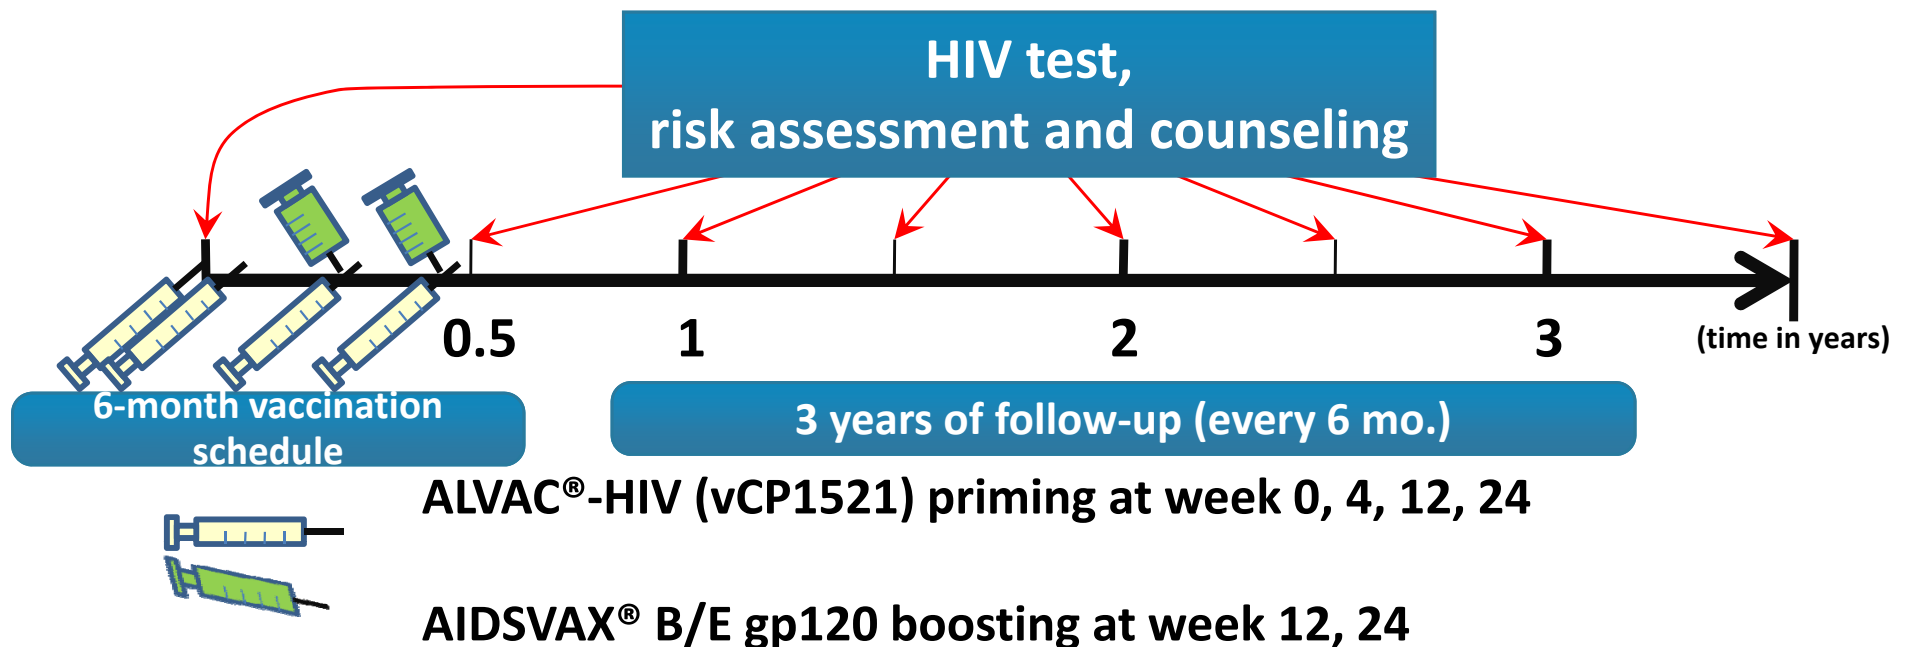 HIV test,
risk assessment and counseling
0.5
1
2
3
(time in years)
6-month vaccination
schedule
3 years of follow-up (every 6 mo.)
ALVAC®-HIV (vCP1521) priming at week 0, 4, 12, 24
AIDSVAX® B/E gp120 boosting at week 12, 24